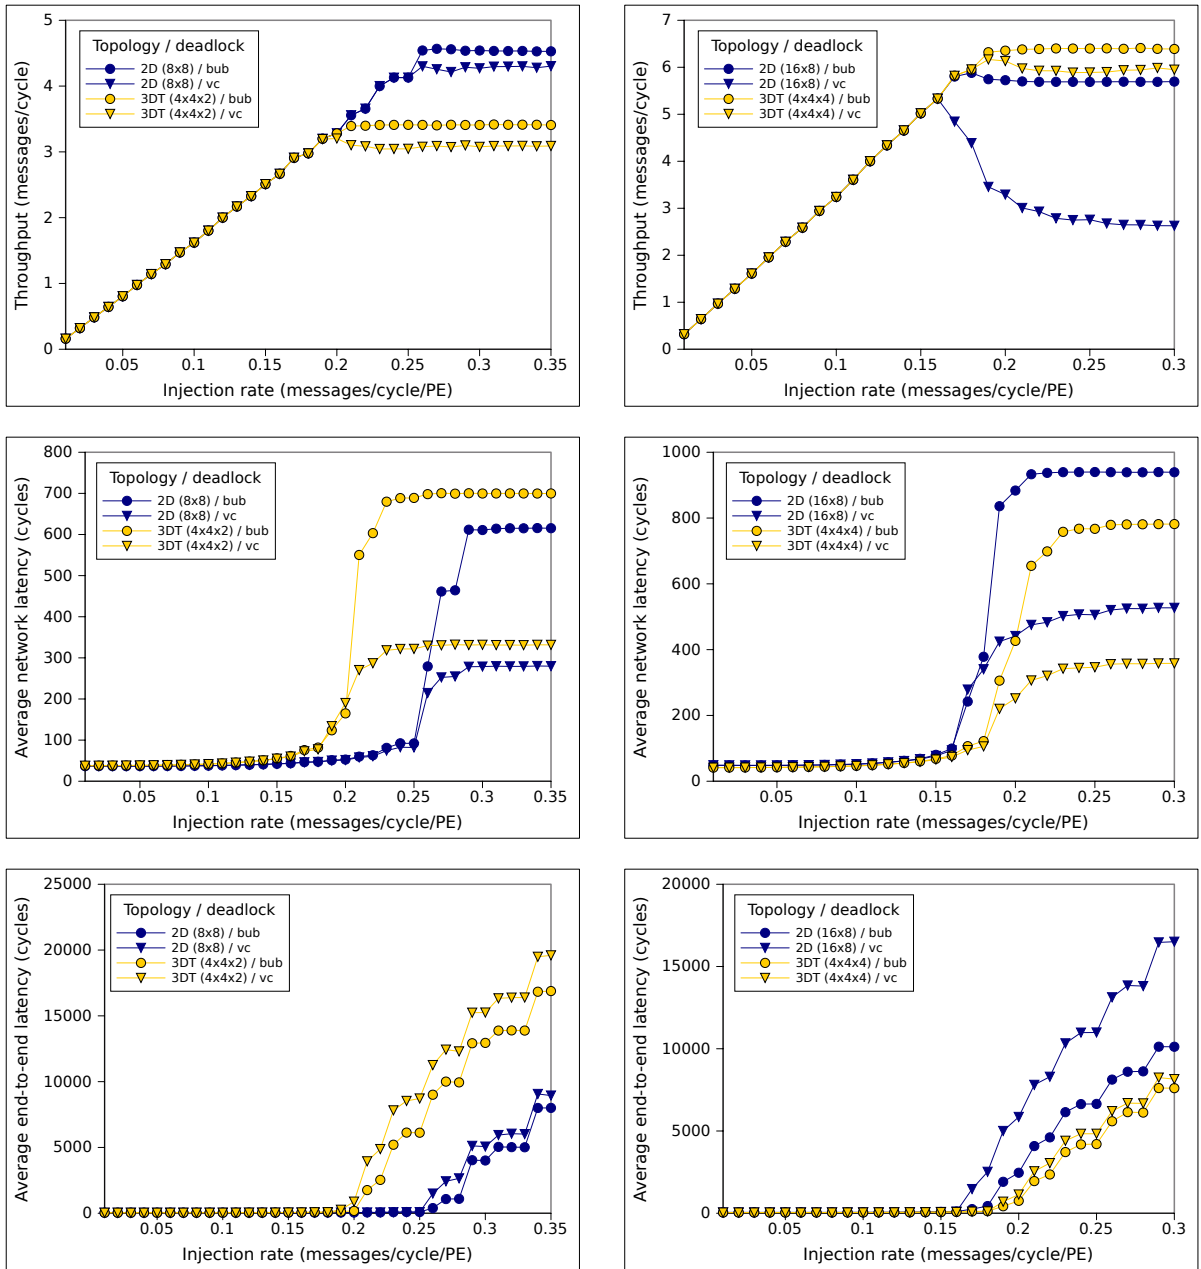 Throughput (messages/cycle)
5
4
3
2
1
0
Topology / deadlock
2D (8x8) / bub
2D (8x8) / vc
3DT (4x4x2) / bub
3DT (4x4x2) / vc
0.05 0.1 0.15 0.2 0.25 0.3 0.35
Injection rate (messages/cycle/PE)
Throughput (messages/cycle)
7
6
5
4
3
2
1
0
Topology / deadlock
2D (16x8) / bub
2D (16x8) / vc
3DT (4x4x4) / bub
3DT (4x4x4) / vc
0.05 0.1 0.15 0.2 0.25 0.3
Injection rate (messages/cycle/PE)
Average network latency (cycles)
800
700
600
500
400
300
200
100
0
Topology / deadlock
2D (8x8) / bub
2D (8x8) / vc
3DT (4x4x2) / bub
3DT (4x4x2) / vc
0.05 0.1 0.15 0.2 0.25 0.3 0.35
Injection rate (messages/cycle/PE)
Average network latency (cycles)
1000
800
600
400
200
0
Topology / deadlock
2D (16x8) / bub
2D (16x8) / vc
3DT (4x4x4) / bub
3DT (4x4x4) / vc
0.05 0.1 0.15 0.2 0.25 0.3
Injection rate (messages/cycle/PE)
Average end-to-end latency (cycles)
25000
20000
15000
10000
5000
0
Topology / deadlock
2D (8x8) / bub
2D (8x8) / vc
3DT (4x4x2) / bub
3DT (4x4x2) / vc
0.05 0.1 0.15 0.2 0.25 0.3 0.35
Injection rate (messages/cycle/PE)
Average end-to-end latency (cycles)
20000
15000
10000
5000
0
Topology / deadlock
2D (16x8) / bub
2D (16x8) / vc
3DT (4x4x4) / bub
3DT (4x4x4) / vc
0.05 0.1 0.15 0.2 0.25 0.3
Injection rate (messages/cycle/PE)